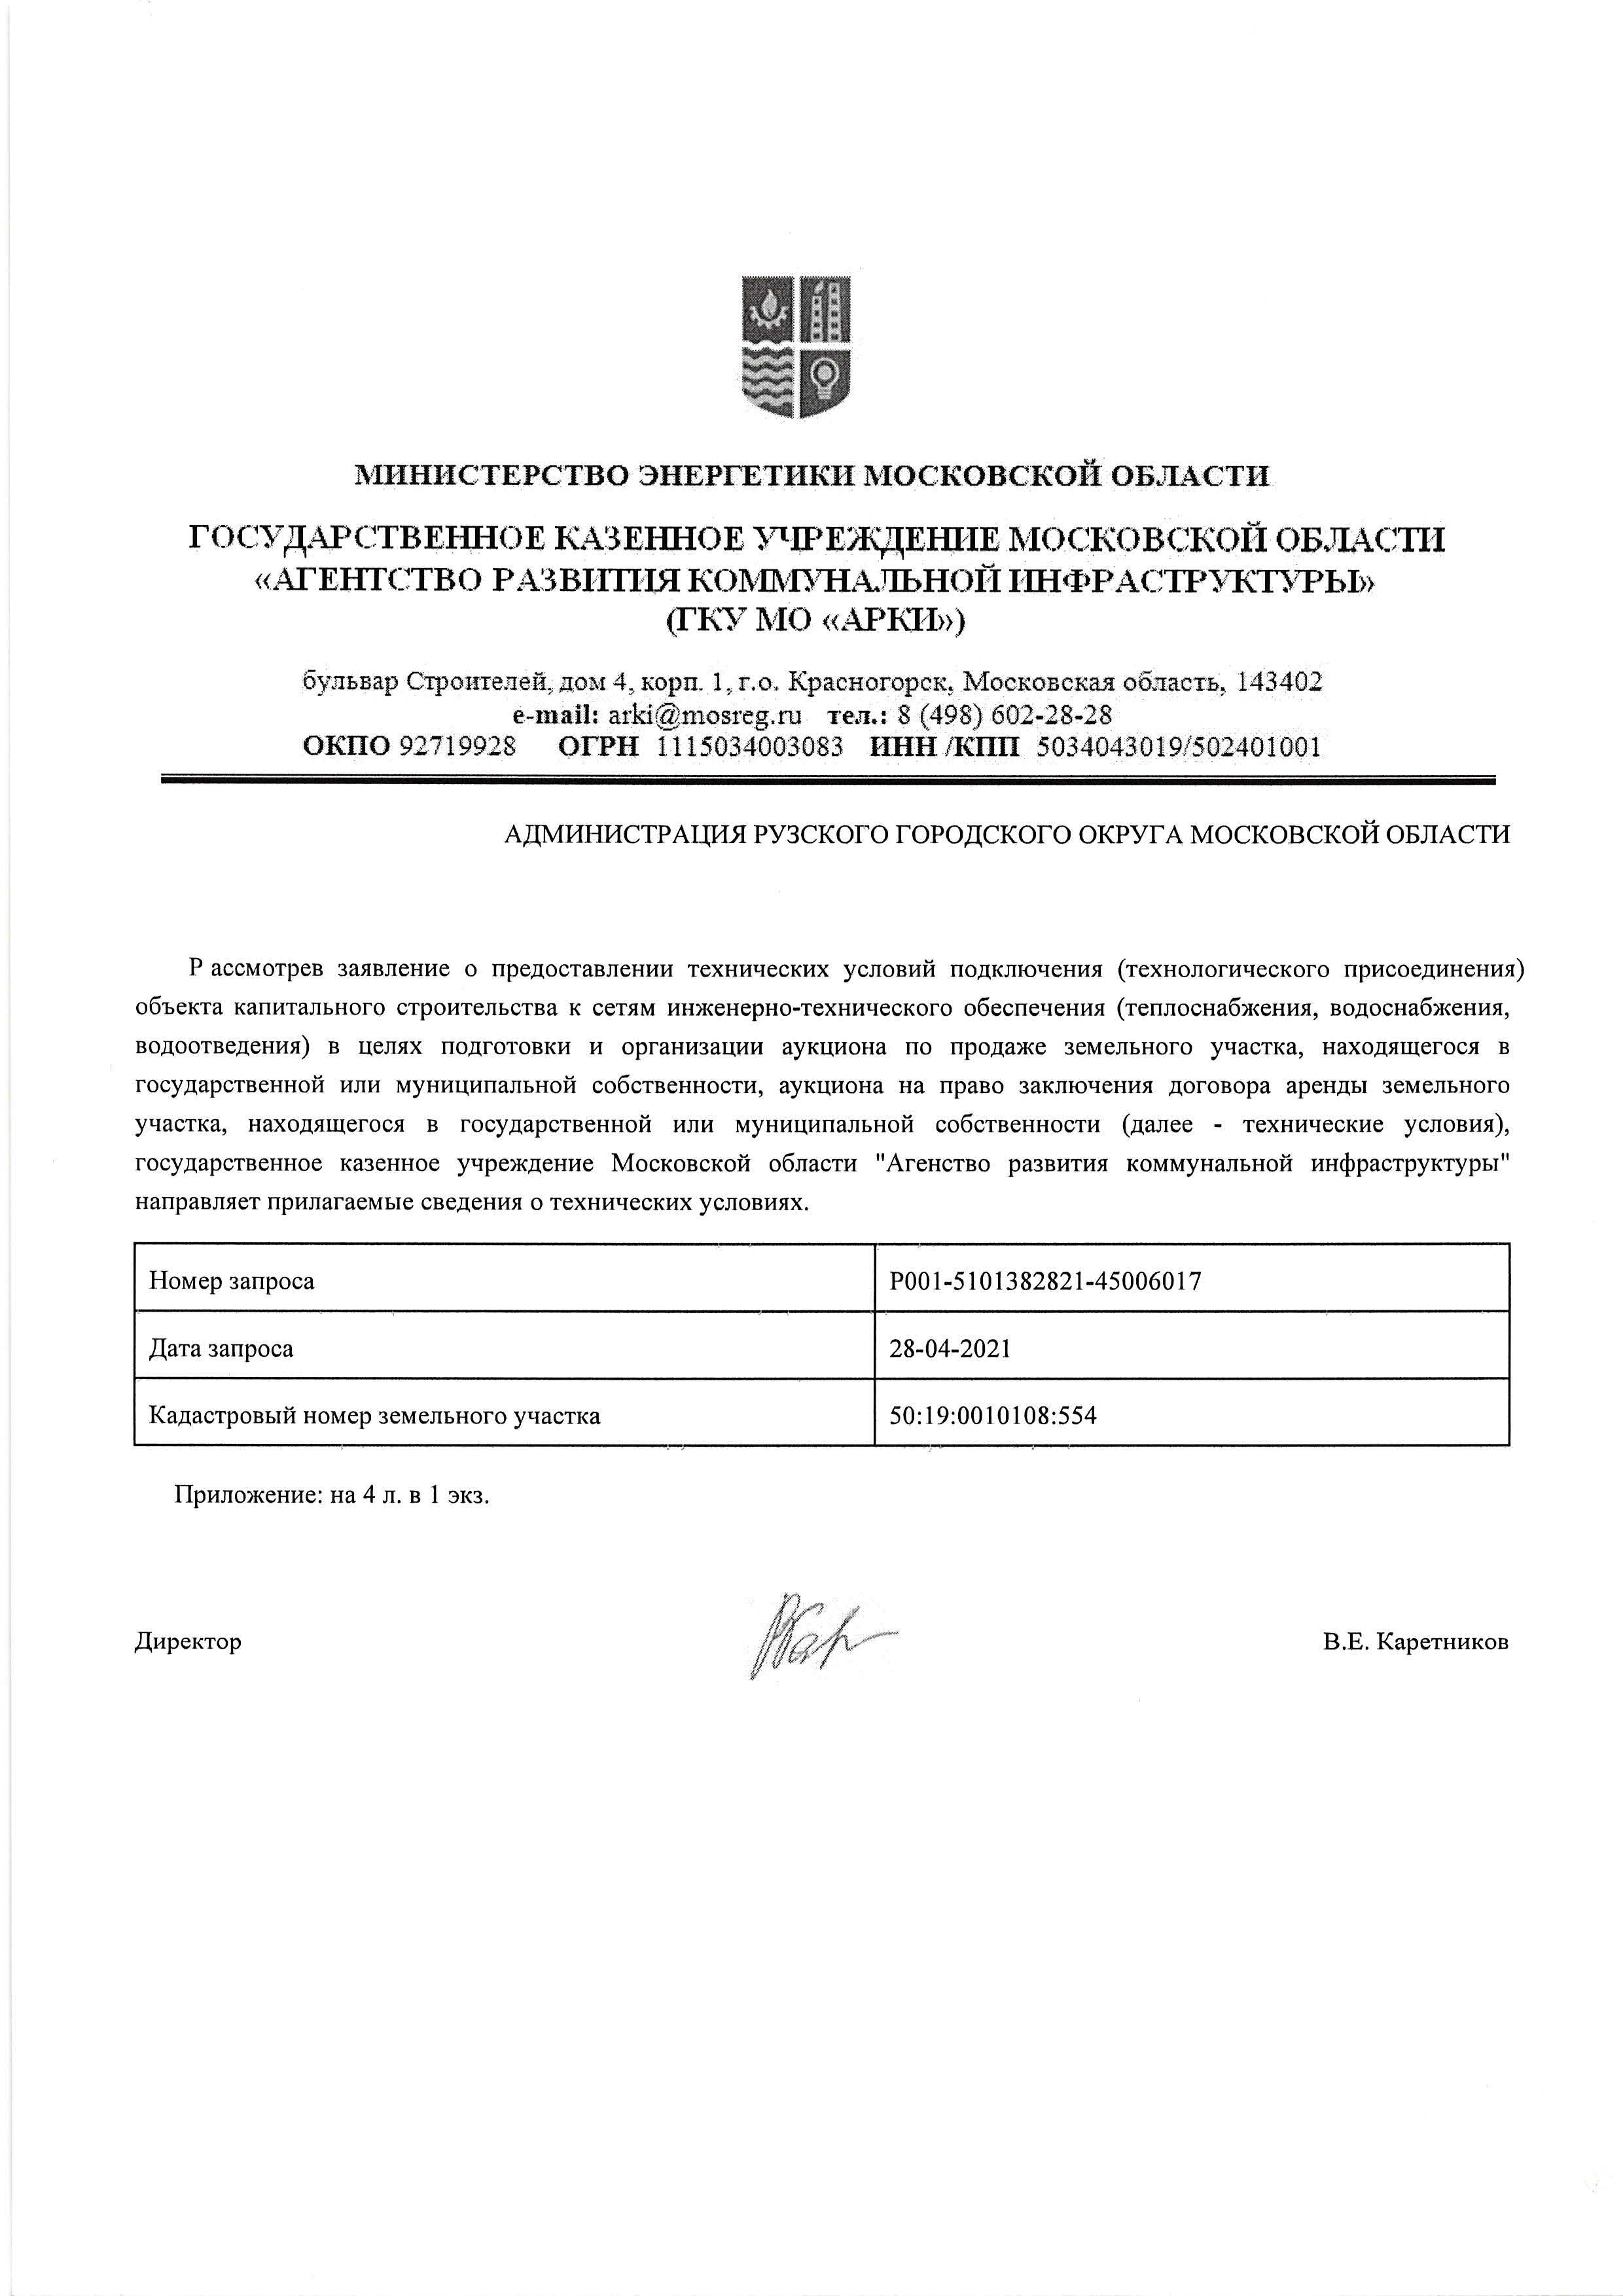 МИНИСТЕРСТВО ЭНЕРГЕТИКИ МОСКОВСКОЙ ОБЛАСТИ
ГОСУДАРСТВЕННОЕ КАЗЕННОЕ УЧРЕЖДЕНИЕ МОСКОВСКОЙ ОБЛАСТИ
«АГЕНТСТВО РАЗВИТИЯ КОММУНАЛЬНОЙ ИНФРАСТРУКТУРЫ»
(ГКУ МО «АРКИ»)
бульвар Строителей, дом 4, корп. 1, г.о. Красногорск, Московская область, 143402
e-mail: arki@mosreg.ru тел.: 8 (498) 602-28-28
ОКПО 92719928 ОГРН 1115034003083 ИНН /КПП 5034043019/502401001
АДМИНИСТРАЦИЯ РУЗСКОГО ГОРОДСКОГО ОКРУГА МОСКОВСКОЙ ОБЛАСТИ
Р ассмотрев заявление о предоставлении технических условий подключения (технологического присоединения)
объекта капитального строительства к сетям инженерно-технического обеспечения (теплоснабжения, водоснабжения,
водоотведения) в целях подготовки и организации аукциона по продаже земельного участка, находящегося в
государственной или муниципальной собственности, аукциона на право заключения договора аренды земельного
участка, находящегося в государственной или муниципальной собственности (далее - технические условия),
государственное казенное учреждение Московской области "Агенство развития коммунальной инфраструктуры"
направляет прилагаемые сведения о технических условиях.
Номер запроса P001-5101382821-45006017
Дата запроса 28-04-2021
Кадастровый номер земельного участка 50:19:0010108:554
Приложение: на 4 л. в 1 экз.
Директор В.Е. Каретников